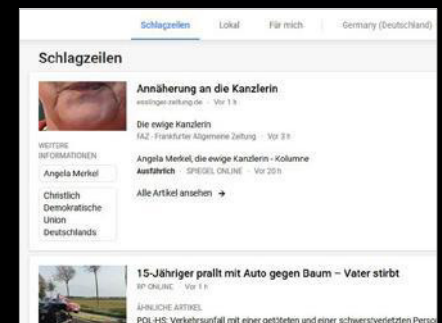 Schlagzeilen Lokal Für mich Germany (Deutschland)
Schlagzeilen
Annäherung an die Kanzlerin
esslinger-zeitung.de · Vor 1 h
Die ewige Kanzlerin
FAZ - Frankfurter Allgemeine Zeitung · Vor 3 h
WEITERE
INFORMATIONEN
Angela Merkel, die ewige Kanzlerin - Kolumne
Ausführlich · SPIEGEL ONLINE · Vor 20 h
Angela Merkel
Alle Artikel ansehen →
Christlich
Demokratische
Union
Deutschlands
15-Jähriger prallt mit Auto gegen Baum – Vater stirbt
RP ONLINE · Vor 1 h
ÄHNLICHE ARTIKEL
POL-HS: Verkehrsunfall mit einer getöteten und einer schwerstverletzten Perso